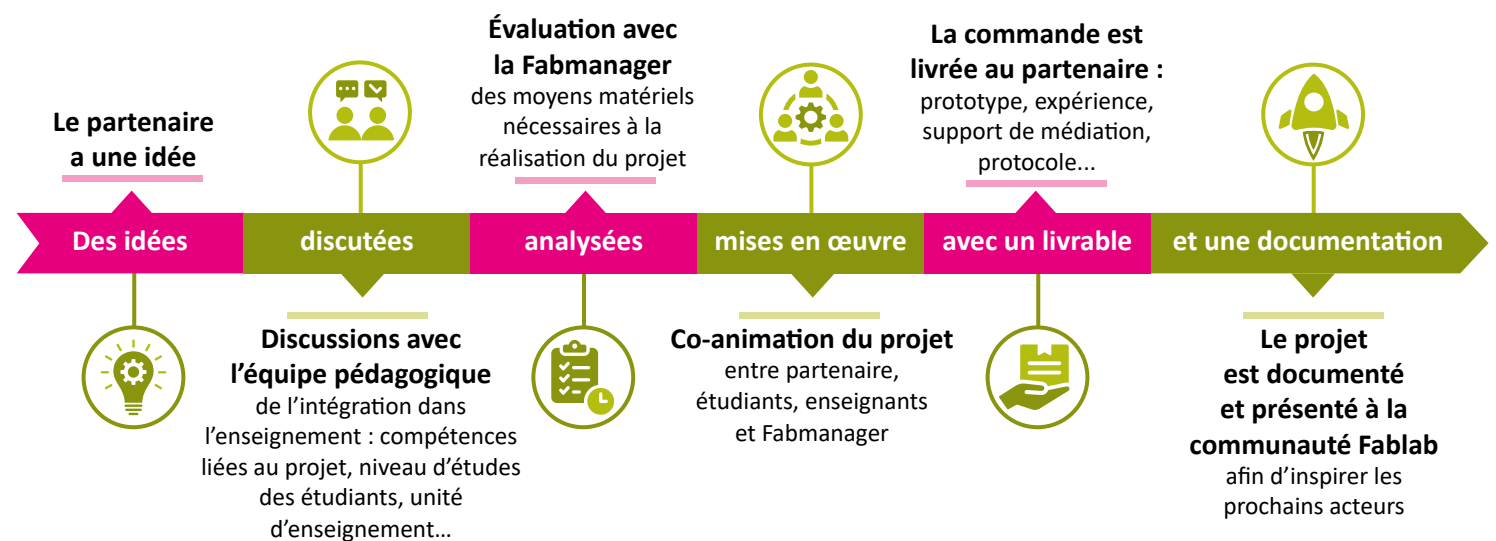 Le partenaire
a une idée
Des idées
discutées
Discussions avec
l’équipe pédagogique
de l’intégration dans
l’enseignement : compétences
liées au projet, niveau d’études
des étudiants, unité
d’enseignement…
Évaluation avec
la Fabmanager
des moyens matériels
nécessaires à la
réalisation du projet
analysées
mises en œuvre
Co-animation du projet
entre partenaire,
étudiants, enseignants
et Fabmanager
La commande est
livrée au partenaire :
prototype, expérience,
support de médiation,
protocole...
avec un livrable
et une documentation
Le projet
est documenté
et présenté à la
communauté Fablab
afin d’inspirer les
prochains acteurs